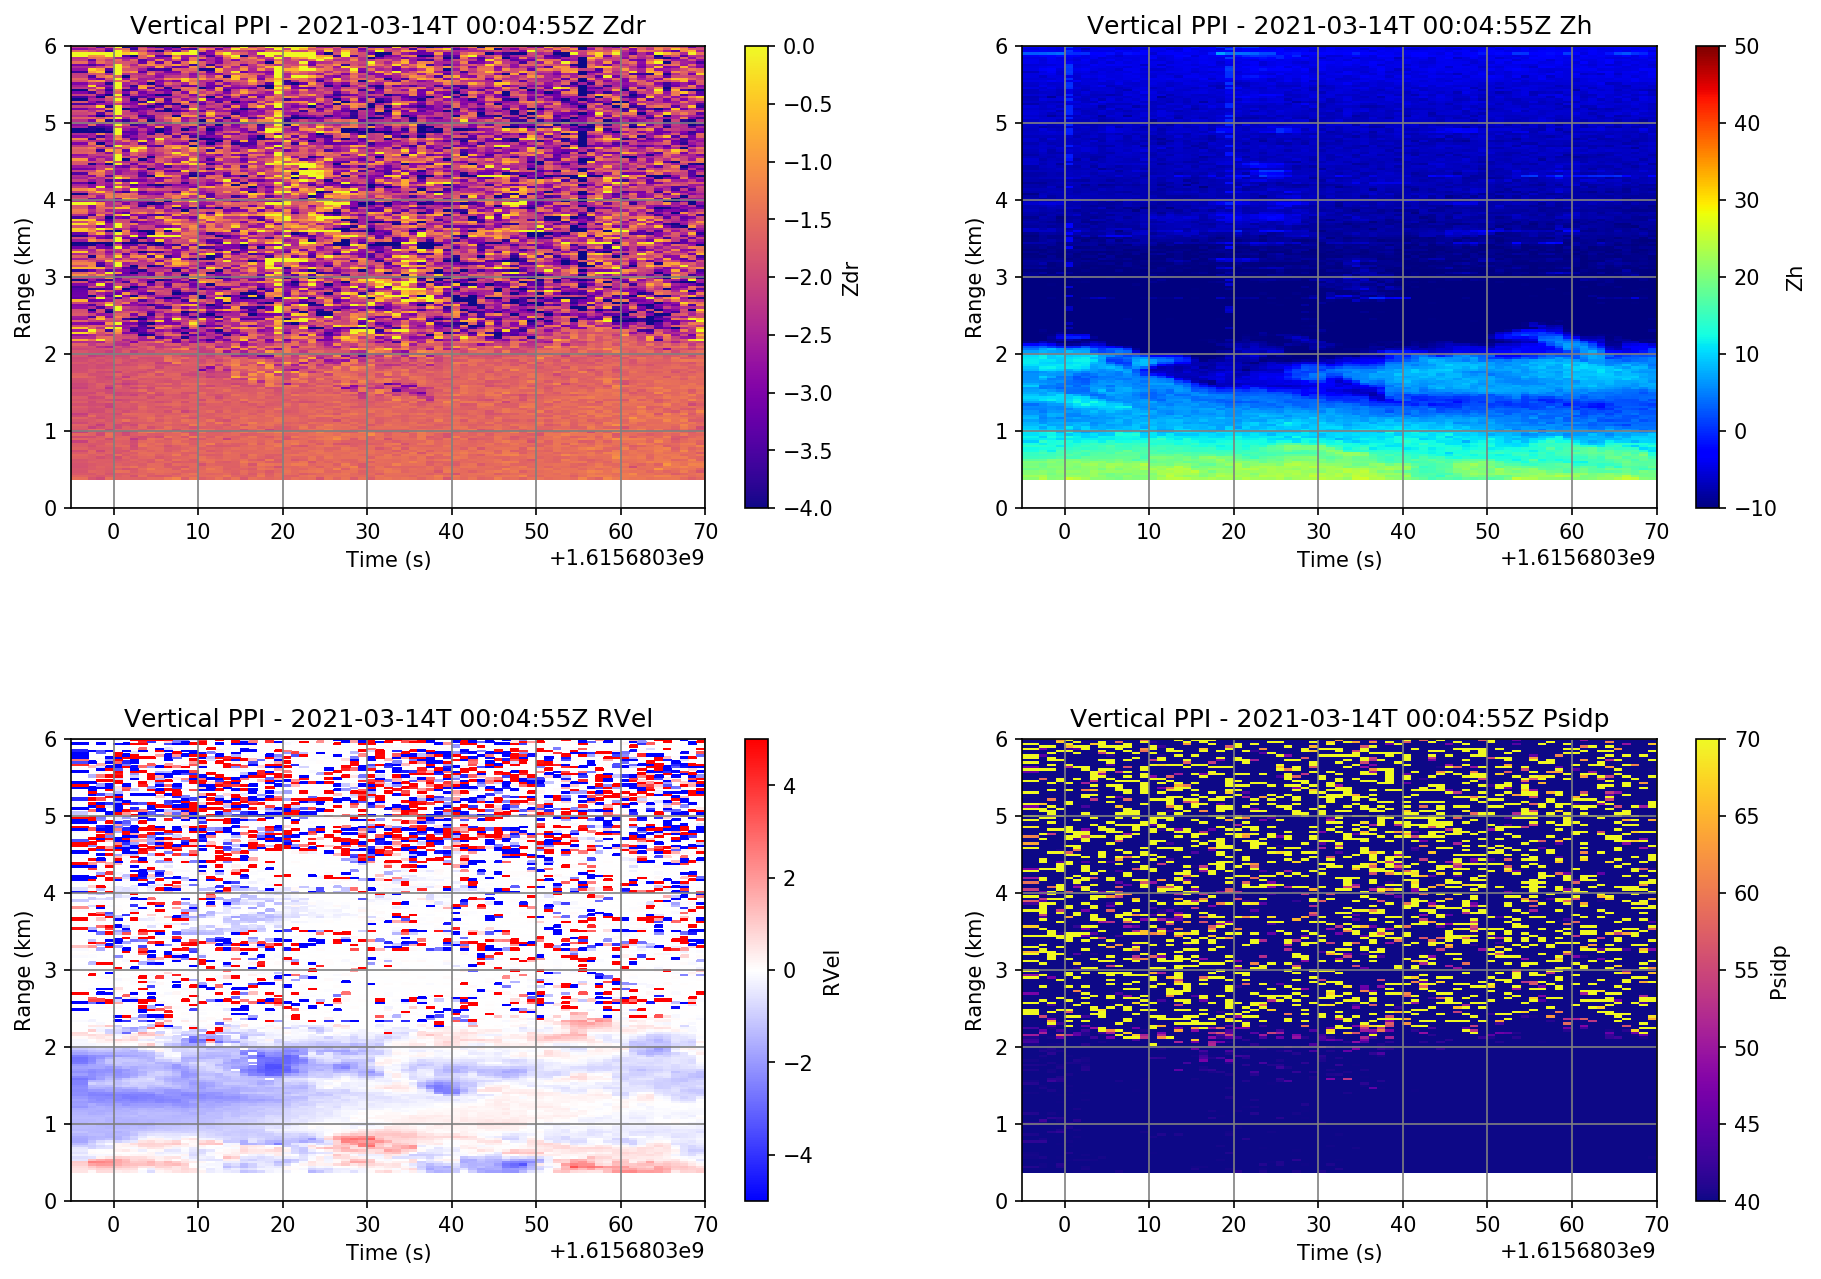 Vertical PPI - 2021-03-14T 00:04:55Z Zdr
6
5
4
3
2
1
0
Range (km)
0 10 20 30 40 50 60 70
Time (s)
+1.6156803e9
0.0
−0.5
−1.0
−1.5
−2.0
−2.5
−3.0
−3.5
−4.0
Zdr
Vertical PPI - 2021-03-14T 00:04:55Z Zh
6
5
4
3
2
1
0
Range (km)
0 10 20 30 40 50 60 70
Time (s)
+1.6156803e9
50
40
30
20
10
0
−10
Zh
Vertical PPI - 2021-03-14T 00:04:55Z RVel
6
5
4
3
2
1
0
Range (km)
0 10 20 30 40 50 60 70
Time (s)
+1.6156803e9
4
2
0
−2
−4
RVel
Vertical PPI - 2021-03-14T 00:04:55Z Psidp
6
5
4
3
2
1
0
Range (km)
0 10 20 30 40 50 60 70
Time (s)
+1.6156803e9
70
65
60
55
50
45
40
Psidp